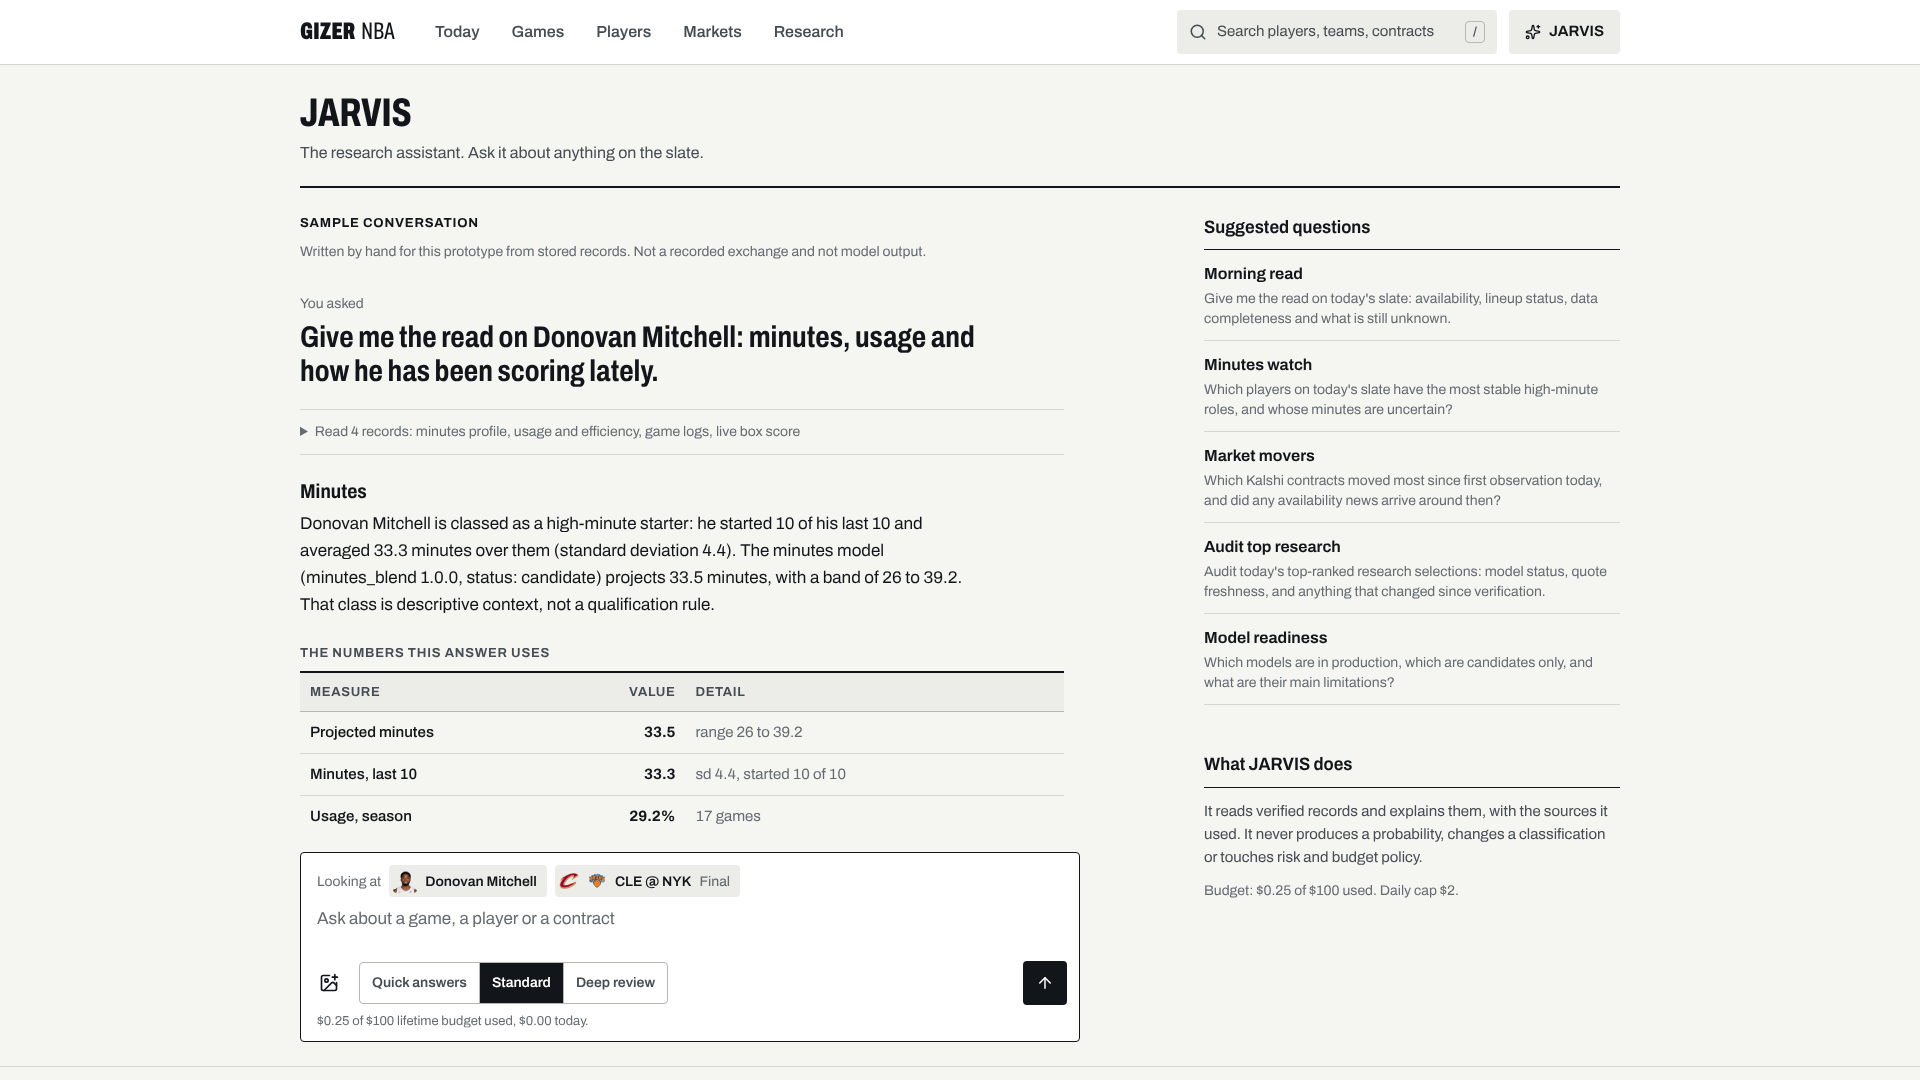 GIZER NBA
Today
Games
Players
Markets
Research
Search players, teams, contracts
/
JARVIS
JARVIS
The research assistant. Ask it about anything on the slate.
SAMPLE CONVERSATION
Written by hand for this prototype from stored records. Not a recorded exchange and not model output.
You asked
Give me the read on Donovan Mitchell: minutes, usage and
how he has been scoring lately.
Read 4 records: minutes profile, usage and efficiency, game logs, live box score
Minutes
Donovan Mitchell is classed as a high-minute starter: he started 10 of his last 10 and
averaged 33.3 minutes over them (standard deviation 4.4). The minutes model
(minutes_blend 1.0.0, status: candidate) projects 33.5 minutes, with a band of 26 to 39.2.
That class is descriptive context, not a qualification rule.
THE NUMBERS THIS ANSWER USES
MEASURE VALUE DETAIL
Projected minutes 33.5 range 26 to 39.2
Minutes, last 10 33.3 sd 4.4, started 10 of 10
Usage, season 29.2% 17 games
Looking at Donovan Mitchell CLE @ NYK Final
Ask about a game, a player or a contract
Quick answers Standard Deep review
$0.25 of $100 lifetime budget used, $0.00 today.
Suggested questions
Morning read
Give me the read on today's slate: availability, lineup status, data
completeness and what is still unknown.
Minutes watch
Which players on today's slate have the most stable high-minute
roles, and whose minutes are uncertain?
Market movers
Which Kalshi contracts moved most since first observation today,
and did any availability news arrive around then?
Audit top research
Audit today's top-ranked research selections: model status, quote
freshness, and anything that changed since verification.
Model readiness
Which models are in production, which are candidates only, and
what are their main limitations?
What JARVIS does
It reads verified records and explains them, with the sources it
used. It never produces a probability, changes a classification
or touches risk and budget policy.
Budget: $0.25 of $100 used. Daily cap $2.